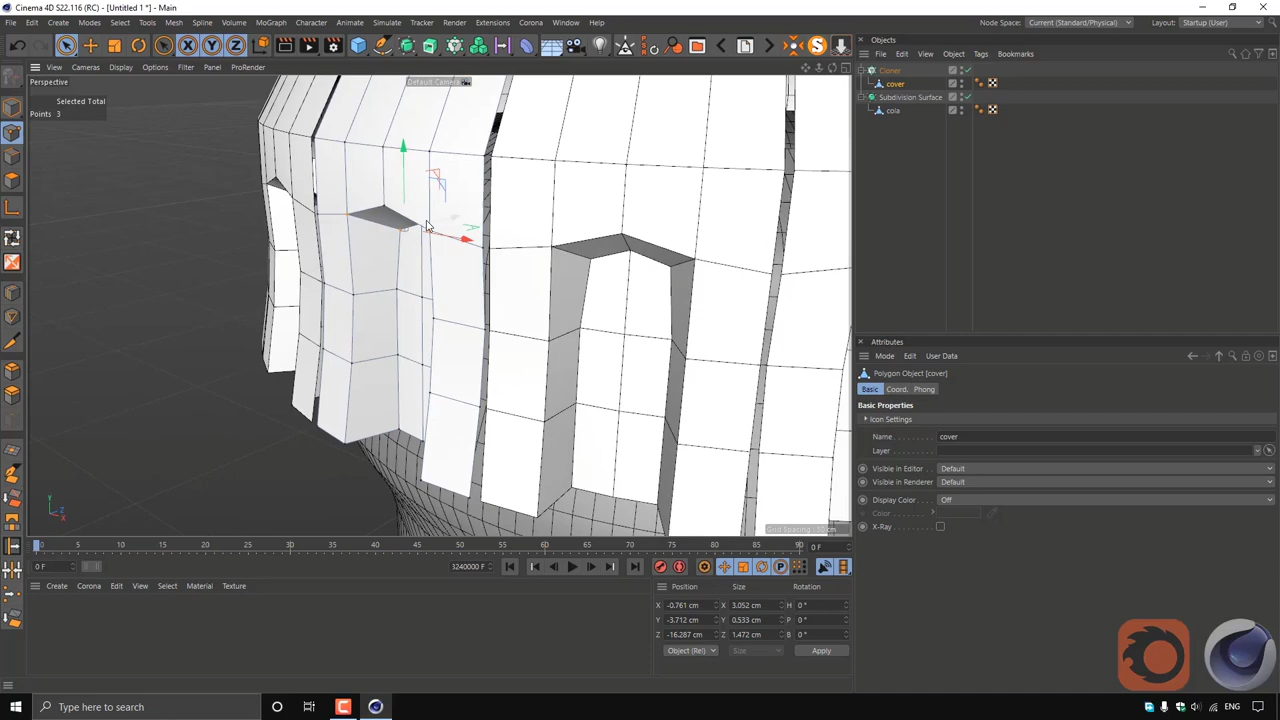 Cinema 4D S22.116 (RC) - [Untitled 1 *] - Main
File Edit Create Modes Select Tools Mesh Spline Volume MoGraph Character Animate Simulate Tracker Render Extensions Corona Window Help
Node Space: Current (Standard/Physical) Layout: Startup (User)
View Cameras Display Options Filter Panel ProRender
Perspective
Default Camera
Selected Total
Points 3
Grid Spacing : 50 cm
Objects
File Edit View Object Tags Bookmarks
Cloner
cover
Subdivision Surface
cola
Attributes
Mode Edit User Data
Polygon Object [cover]
Basic Coord. Phong
Basic Properties
Icon Settings
Name cover
Layer
Visible in Editor Default
Visible in Renderer Default
Display Color Off
Color
X-Ray
0 5 10 15 20 25 30 35 40 45 50 55 60 65 70 75 80 85 90
0 F
0 F 3240000 F
Create Corona Edit View Select Material Texture
Position Size Rotation
X -0.761 cm X 3.052 cm H 0 °
Y -3.712 cm Y 0.533 cm P 0 °
Z -16.287 cm Z 1.472 cm B 0 °
Object (Rel) Size Apply
Type here to search
ENG